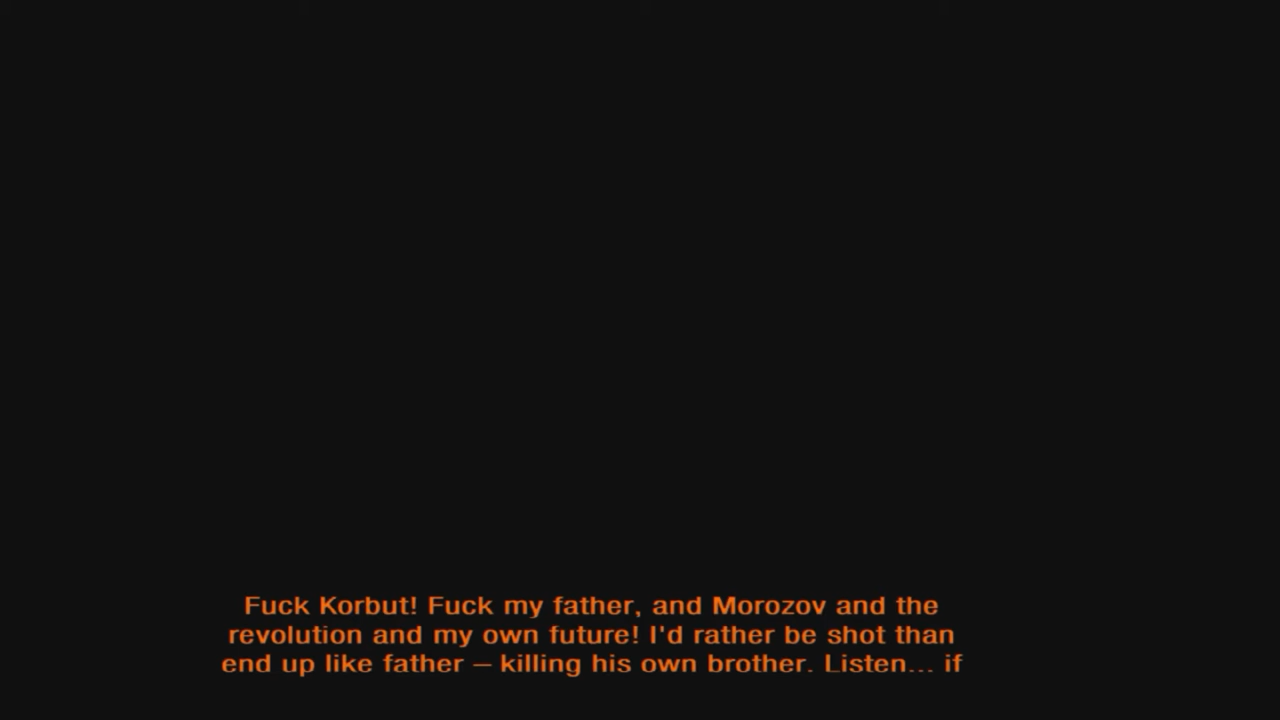 Fuck Korbut! Fuck my father, and Morozov and the
revolution and my own future! I'd rather be shot than
end up like father – killing his own brother. Listen... if